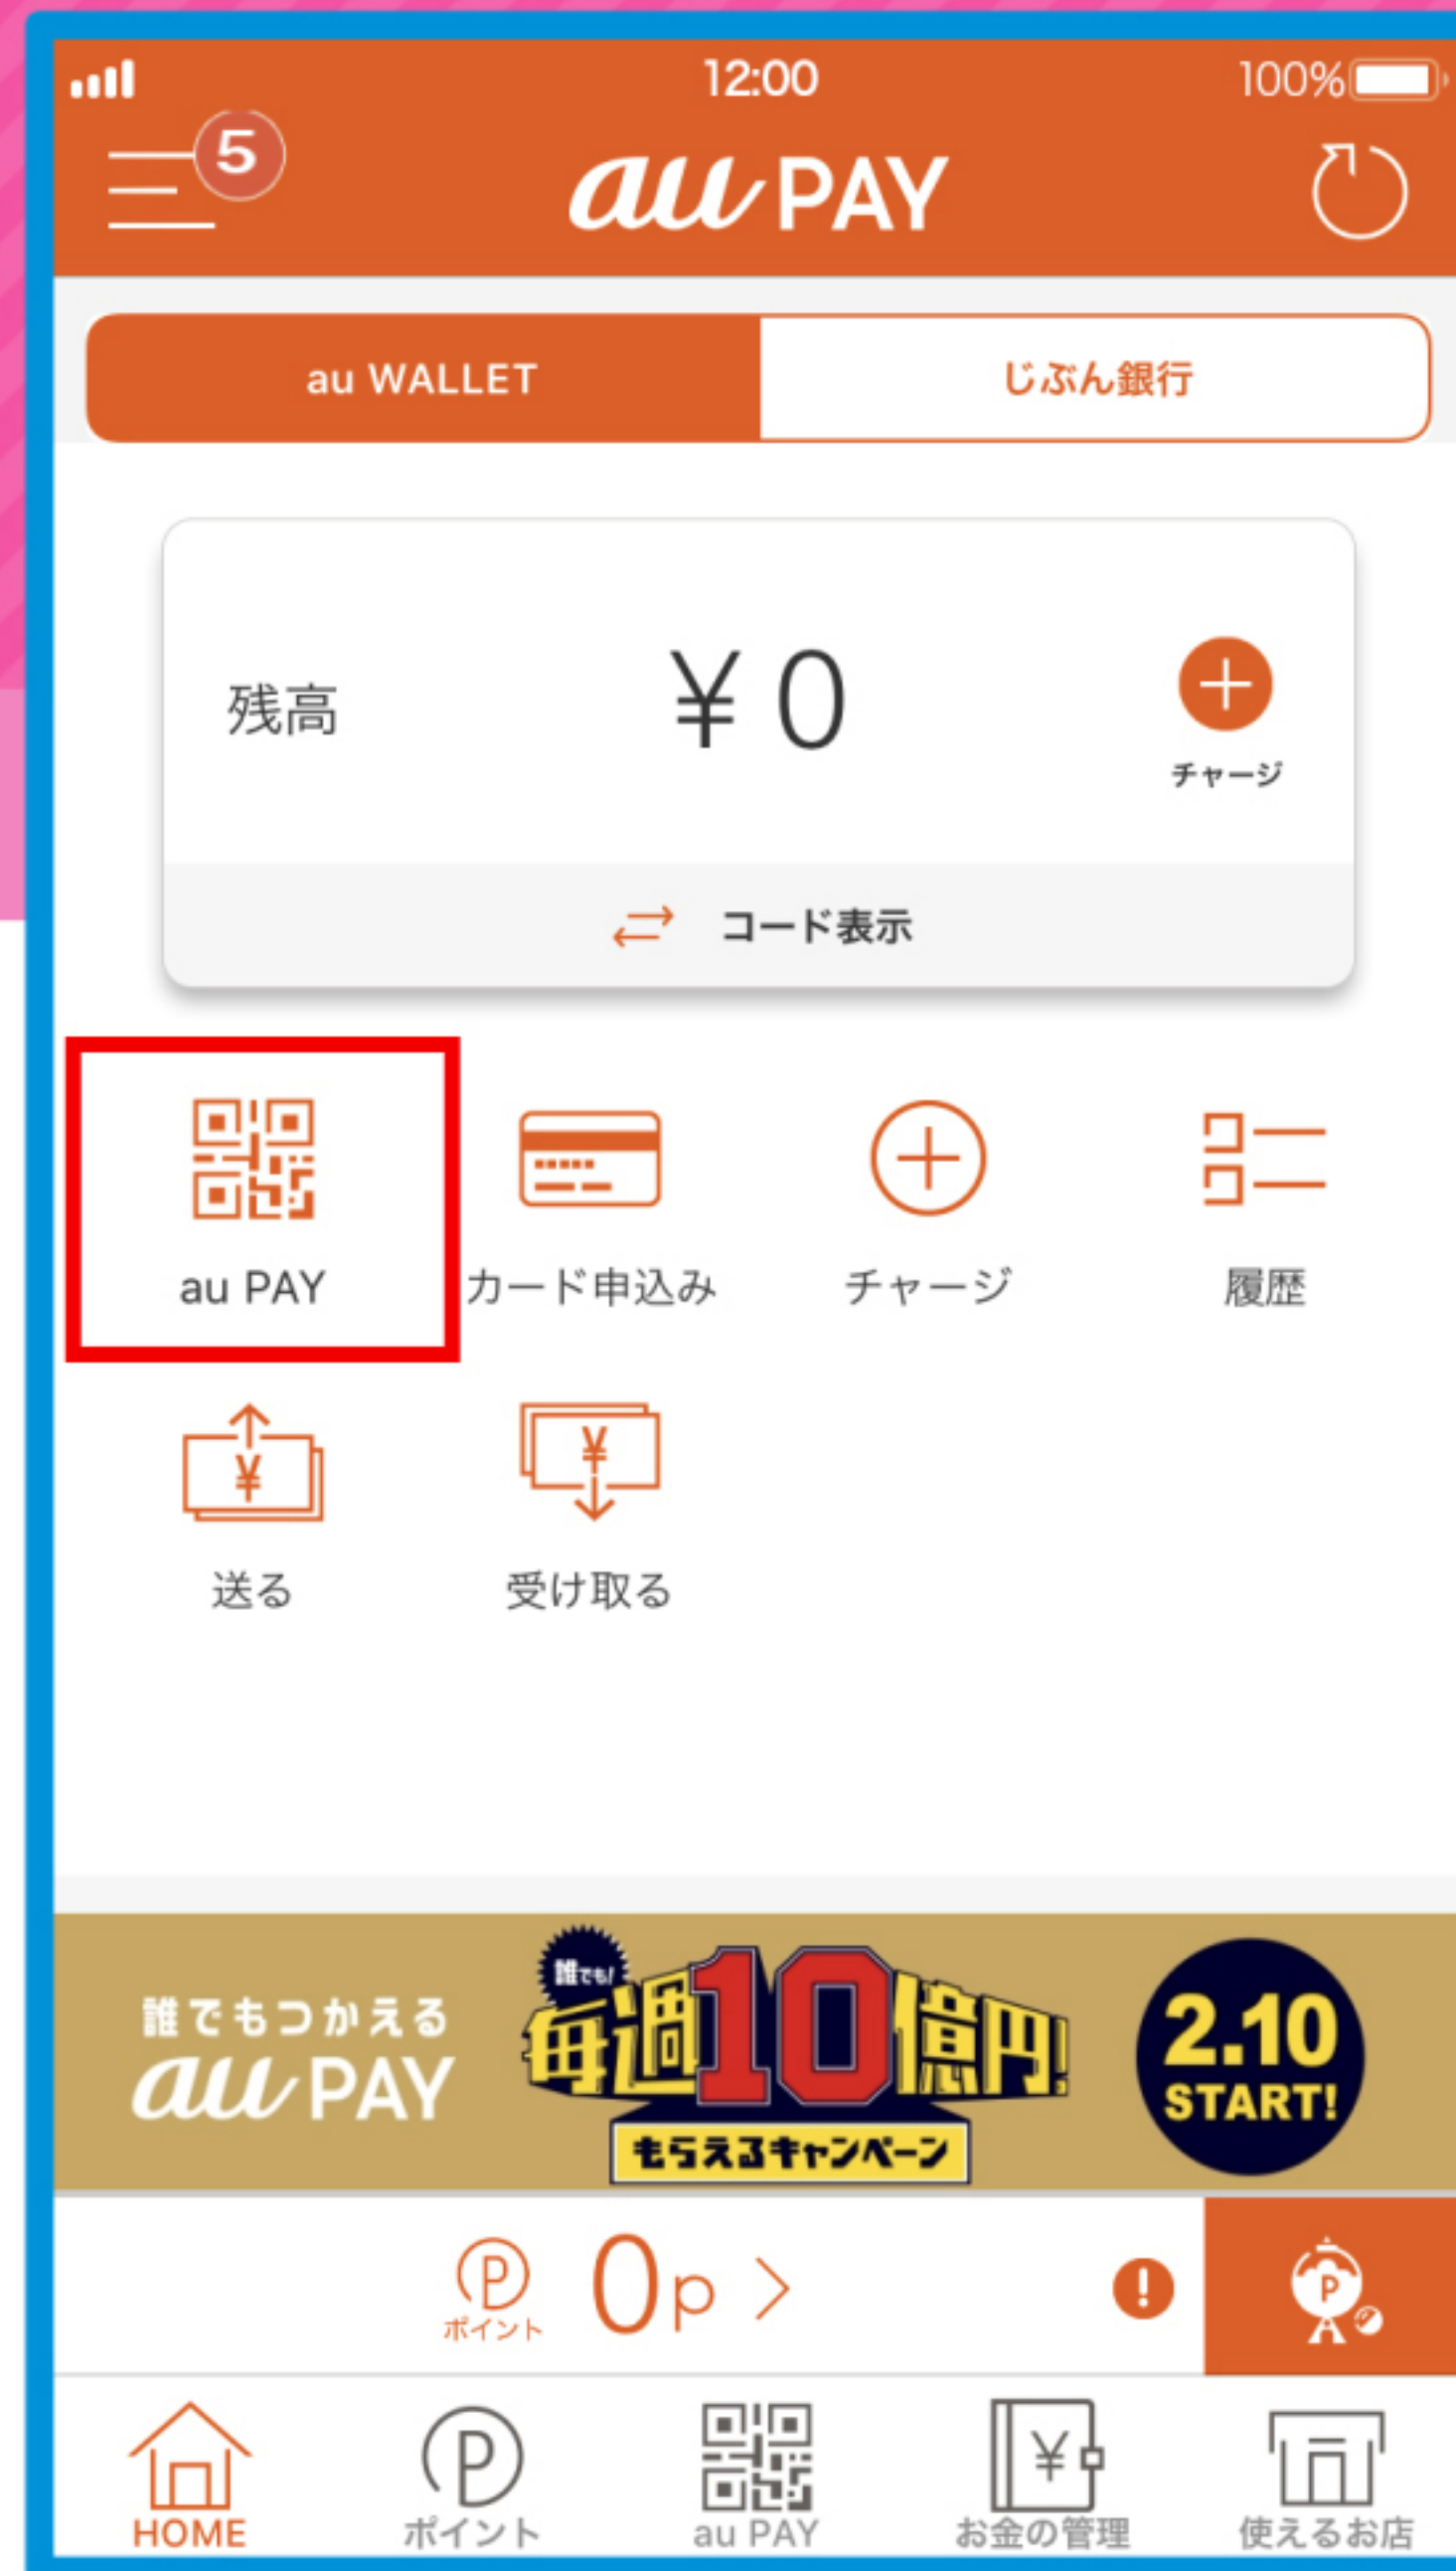 12:00
100%
5
au PAY
au WALLET
じぶん銀行
残高
¥0
チャージ
コード表示
au PAY
カード申込み
チャージ
履歴
¥
¥
送る
受け取る
誰でもつかえる
au PAY
誰でも!
毎週10億円!
もらえるキャンペーン
2.10
START!
P
ポイント
0p >
!
P
P
¥
HOME
ポイント
au PAY
お金の管理
使えるお店